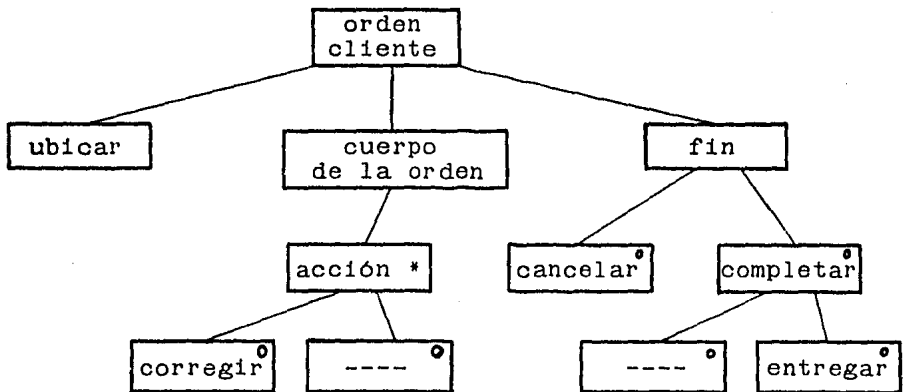 orden
cliente
ubicar
cuerpo
de la orden
fin
acción *
cancelar o
completar o
corregir o
---- o
---- o
entregar o